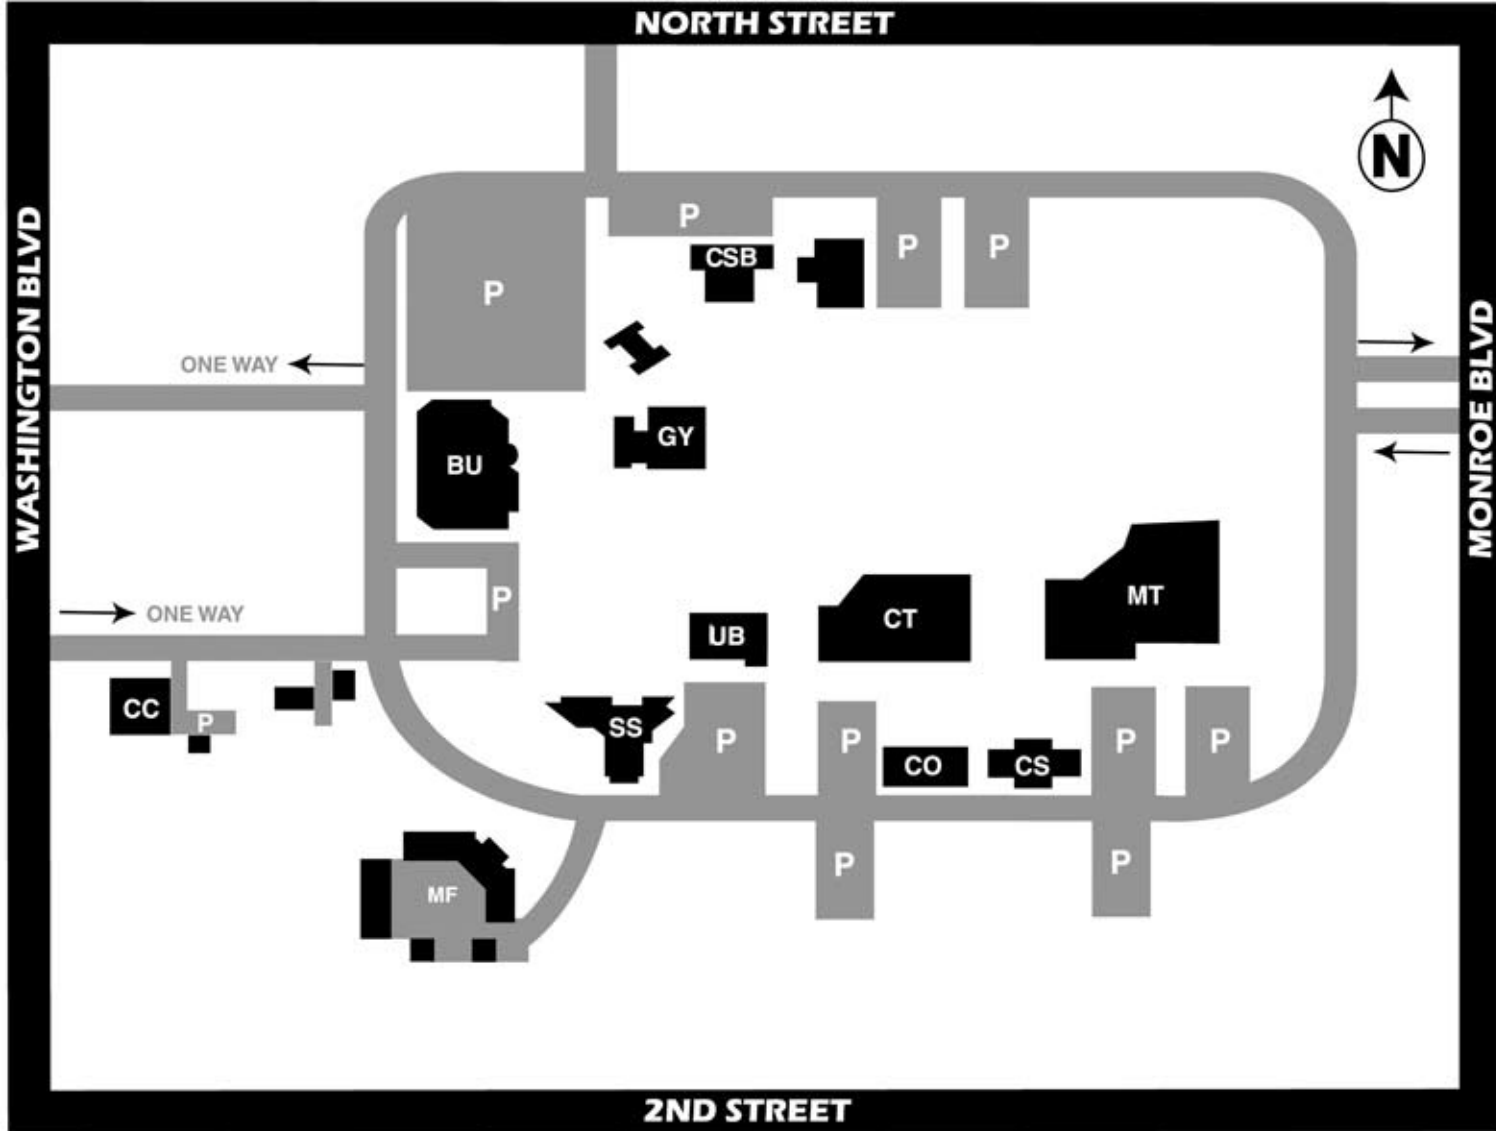 NORTH STREET
N
P
CSB
P
P
P
WASHINGTON BLVD
MONROE BLVD
ONE WAY
GY
BU
P
MT
ONE WAY
CT
UB
CC
P
SS
P
P
CO
CS
P
P
MF
P
P
2ND STREET